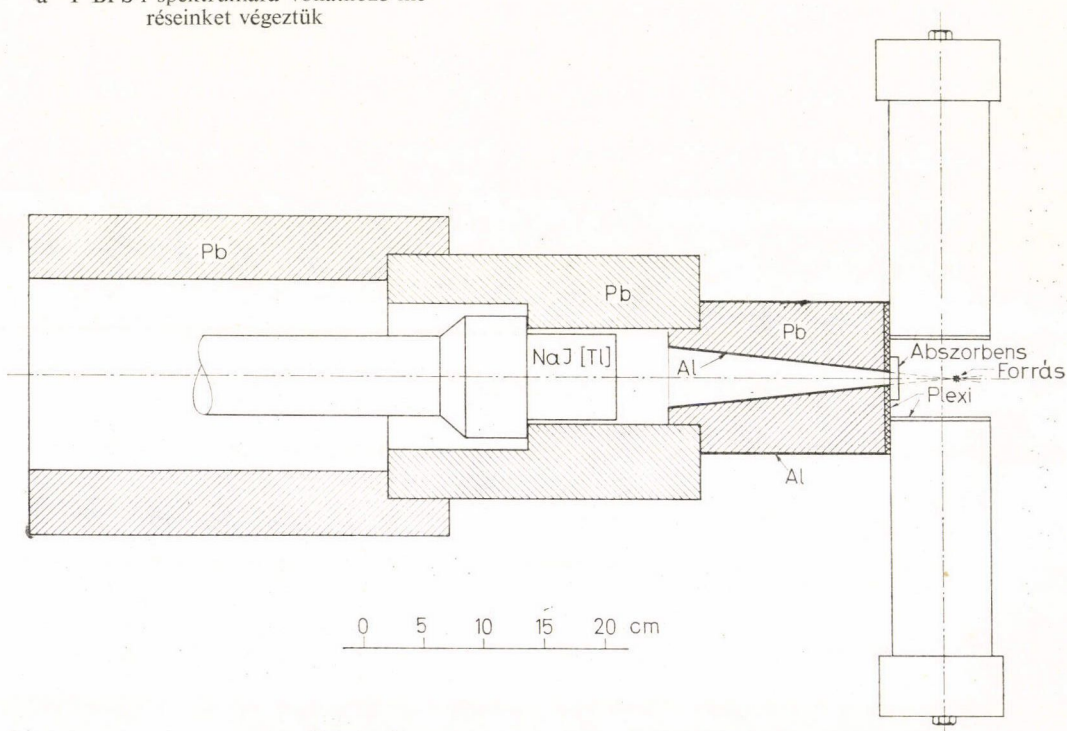 réseinket végeztük
Pb
Pb
Pb
NaJ [Tl]
Al
Abszorbens
Forrás
Plexi
Al
0 5 10 15 20 cm